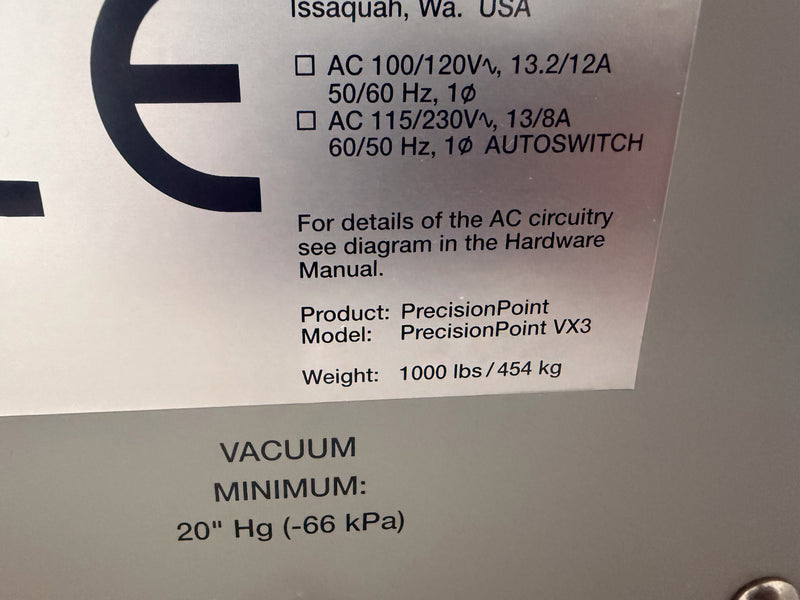 Issaquah, Wa. USA
☐ AC 100/120V∿, 13.2/12A
50/60 Hz, 1ø
☐ AC 115/230V∿, 13/8A
60/50 Hz, 1ø AUTOSWITCH
For details of the AC circuitry
see diagram in the Hardware
Manual.
Product: PrecisionPoint
Model: PrecisionPoint VX3
Weight: 1000 lbs/454 kg
VACUUM
MINIMUM:
20" Hg (-66 kPa)